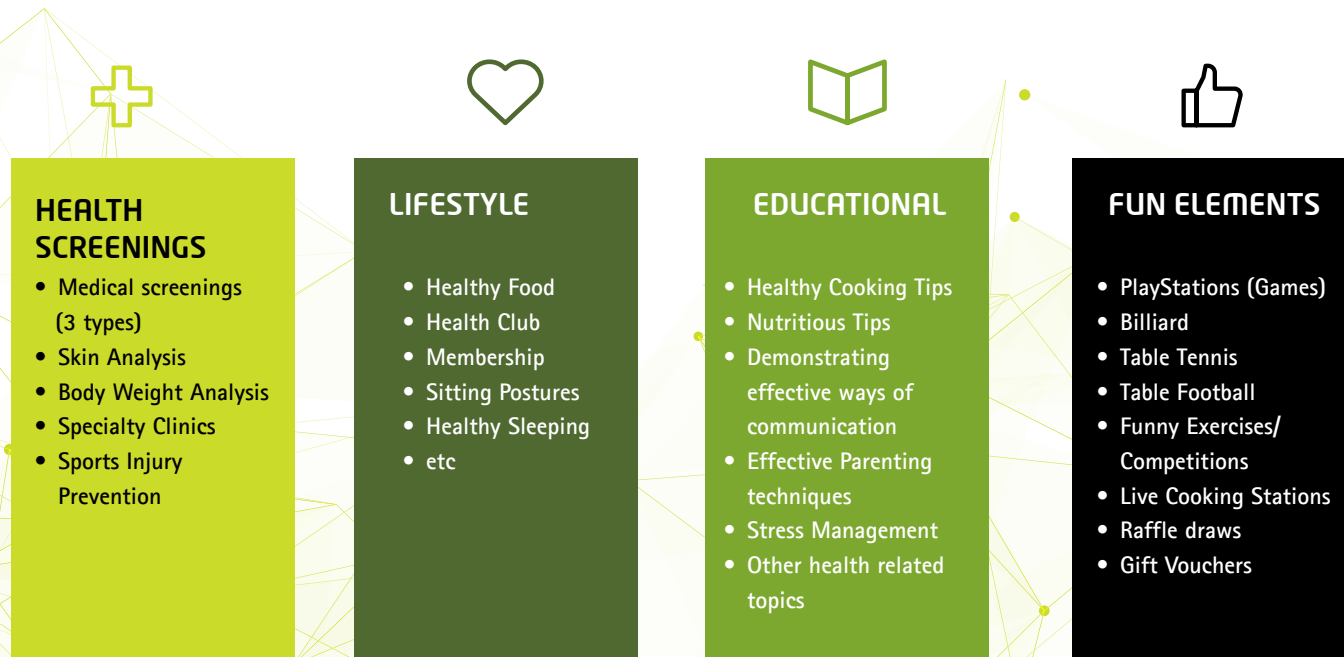 HEALTH
SCREENINGS
• Medical screenings
(3 types)
• Skin Analysis
• Body Weight Analysis
• Specialty Clinics
• Sports Injury
Prevention
LIFESTYLE
• Healthy Food
• Health Club
• Membership
• Sitting Postures
• Healthy Sleeping
• etc
EDUCATIONAL
• Healthy Cooking Tips
• Nutritious Tips
• Demonstrating
effective ways of
communication
• Effective Parenting
techniques
• Stress Management
• Other health related
topics
FUN ELEMENTS
• PlayStations (Games)
• Billiard
• Table Tennis
• Table Football
• Funny Exercises/
Competitions
• Live Cooking Stations
• Raffle draws
• Gift Vouchers